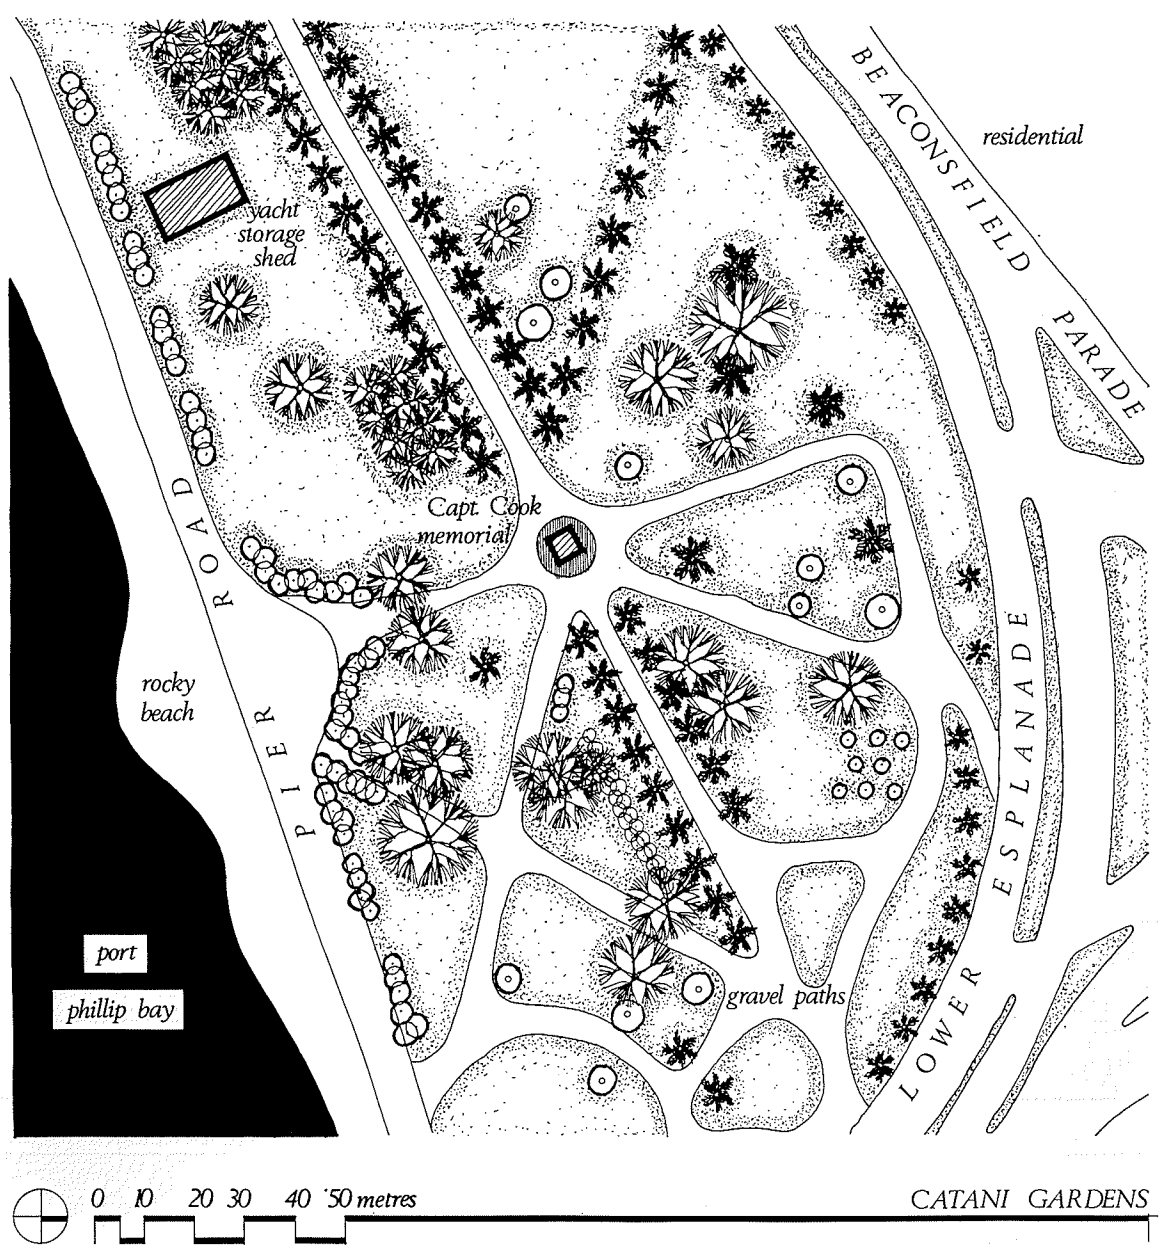 BEACONSFIELD PARADE
residential
yacht
storage
shed
Capt. Cook
memorial
PIER ROAD
rocky
beach
LOWER ESPLANADE
port
phillip bay
gravel paths
0 10 20 30 40 50 metres
CATANI GARDENS